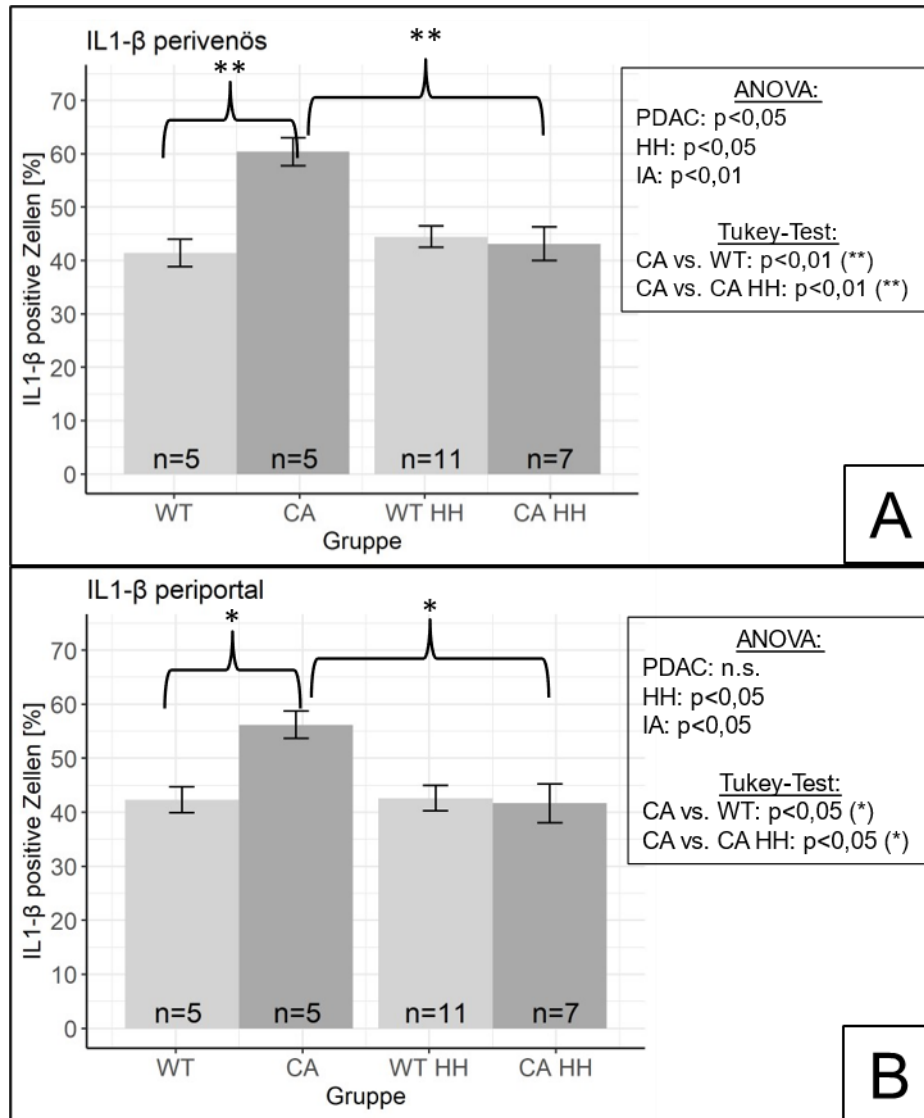 IL1-β perivenös
**
**
IL1-β positive Zellen [%]
70
60
50
40
30
20
10
0
n=5
n=5
n=11
n=7
WT
CA
WT HH
CA HH
Gruppe
ANOVA:
PDAC: p<0,05
HH: p<0,05
IA: p<0,01
Tukey-Test:
CA vs. WT: p<0,01 (**)
CA vs. CA HH: p<0,01 (**)
A
IL1-β periportal
*
*
IL1-β positive Zellen [%]
70
60
50
40
30
20
10
0
n=5
n=5
n=11
n=7
WT
CA
WT HH
CA HH
Gruppe
ANOVA:
PDAC: n.s.
HH: p<0,05
IA: p<0,05
Tukey-Test:
CA vs. WT: p<0,05 (*)
CA vs. CA HH: p<0,05 (*)
B